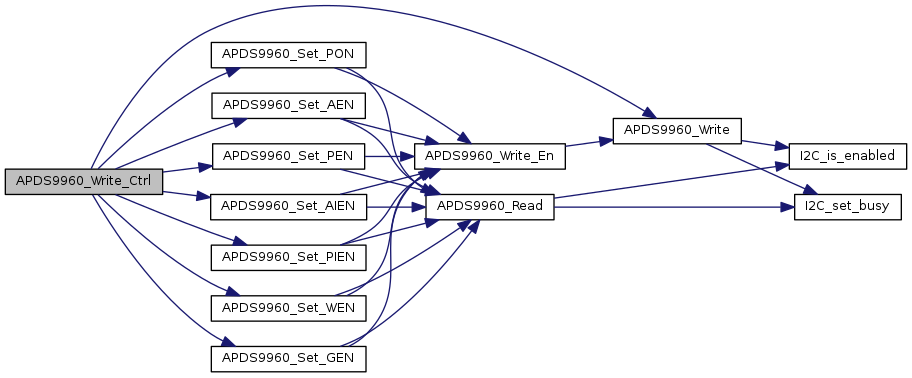 APDS9960_Write_Ctrl
APDS9960_Set_PON
APDS9960_Set_AEN
APDS9960_Set_PEN
APDS9960_Set_AIEN
APDS9960_Set_PIEN
APDS9960_Set_WEN
APDS9960_Set_GEN
APDS9960_Write_En
APDS9960_Read
APDS9960_Write
I2C_is_enabled
I2C_set_busy